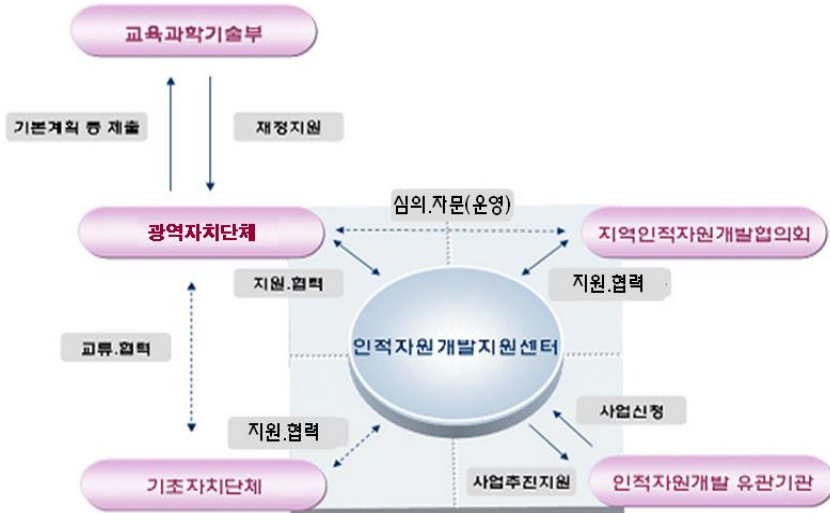 교육과학기술부
기본계획 등 제출
재정지원
심의.자문(운영)
광역자치단체
지역인적자원개발협의회
지원.협력
지원.협력
인적자원개발지원센터
교류.협력
사업신청
지원.협력
사업추진지원
기초자치단체
인적자원개발 유관기관